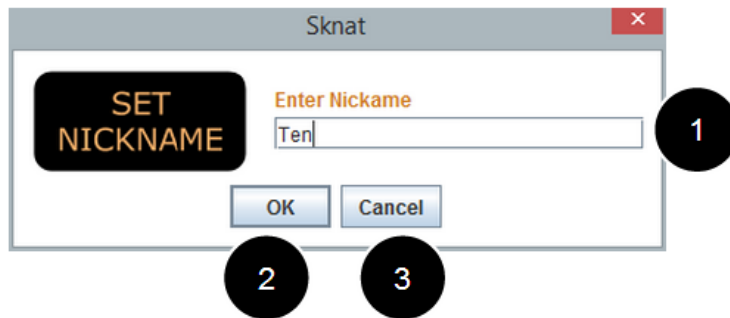 Sknat
SET
NICKNAME
Enter Nickame
Ten
1
OK
Cancel
2
3